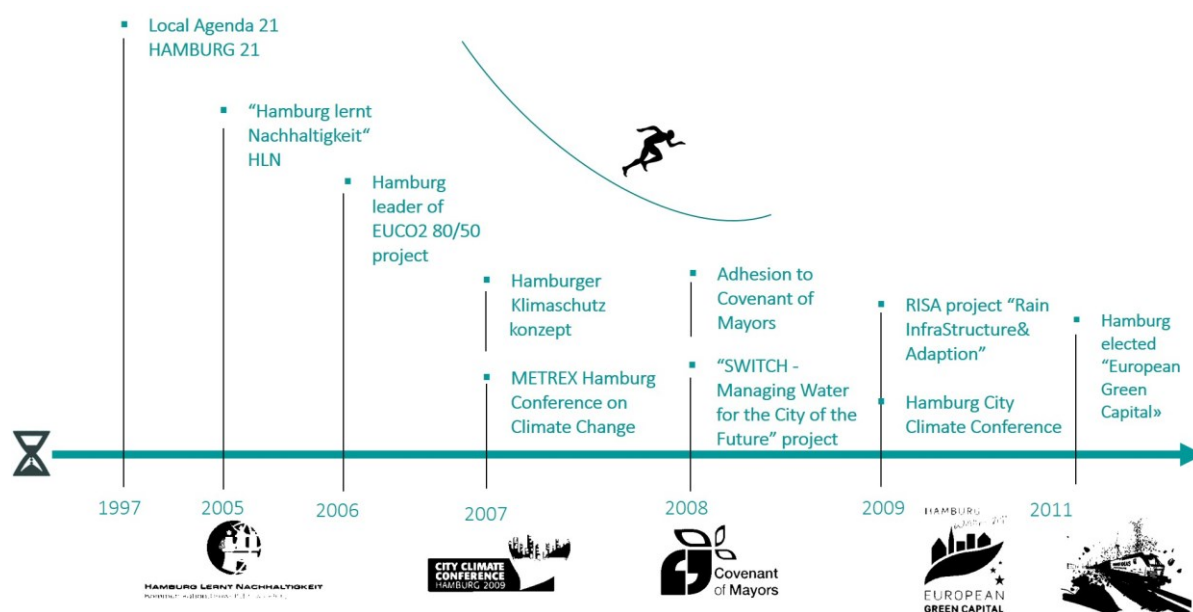 Local Agenda 21
HAMBURG 21
“Hamburg lernt
Nachhaltigkeit“
HLN
Hamburg
leader of
EUCO2 80/50
project
Hamburger
Klimaschutz
konzept
METREX Hamburg
Conference on
Climate Change
Adhesion to
Covenant of
Mayors
“SWITCH -
Managing Water
for the City of the
Future” project
RISA project “Rain
InfraStructure&
Adaption”
Hamburg City
Climate Conference
Hamburg
elected
“European
Green
Capital»
1997
2005
2006
2007
2008
2009
2011
HAMBURG LERNT NACHHALTIGKEIT
CITY CLIMATE
CONFERENCE
HAMBURG 2009
Covenant
of Mayors
HAMBURG
EUROPEAN
GREEN CAPITAL